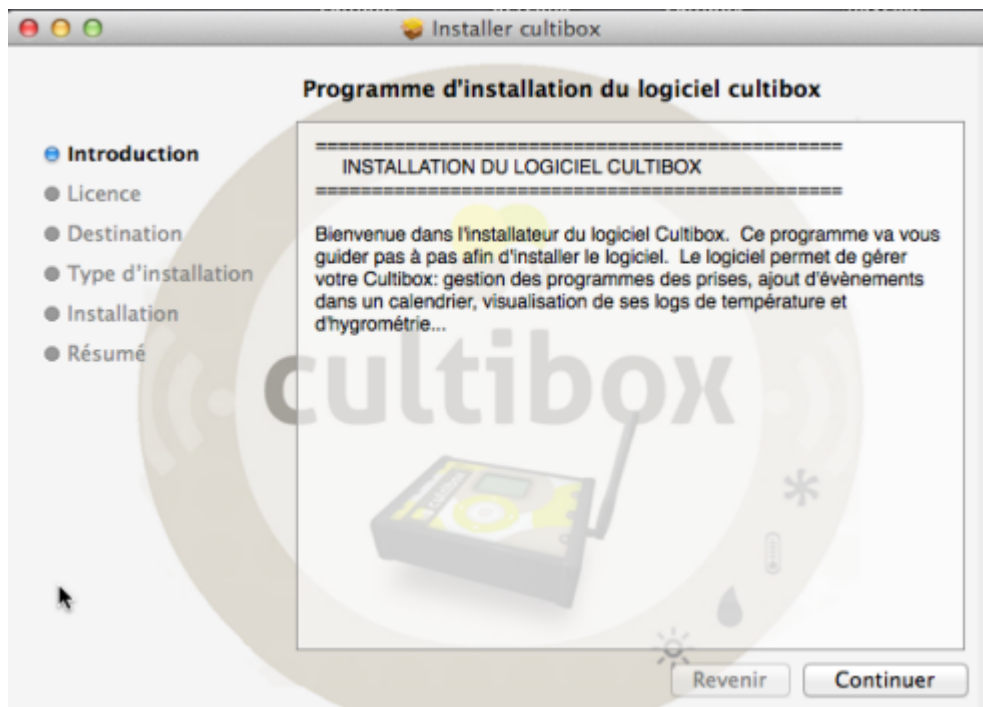 Installer cultibox
Programme d'installation du logiciel cultibox
Introduction
Licence
Destination
Type d'installation
Installation
Résumé
==================================================
INSTALLATION DU LOGICIEL CULTIBOX
==================================================
Bienvenue dans l'installateur du logiciel Cultibox. Ce programme va vous
guider pas à pas afin d'installer le logiciel. Le logiciel permet de gérer
votre Cultibox: gestion des programmes des prises, ajout d'évènements
dans un calendrier, visualisation de ses logs de température et
d'hygrométrie...
cultibox
Revenir
Continuer